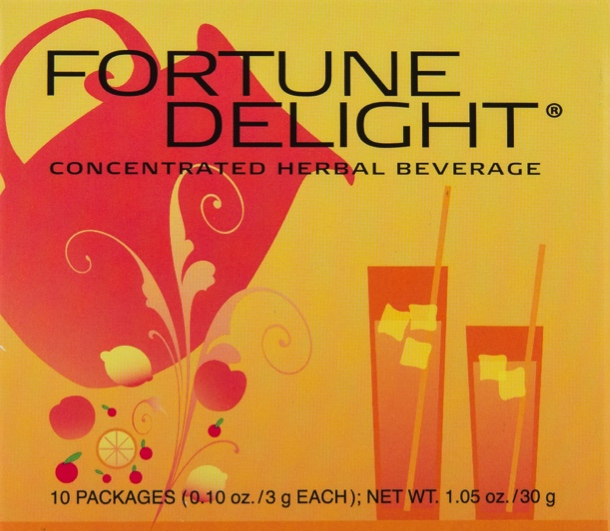 FORTUNE
DELIGHT®
CONCENTRATED HERBAL BEVERAGE
10 PACKAGES (0.10 oz./3 g EACH); NET WT. 1.05 oz./30 g